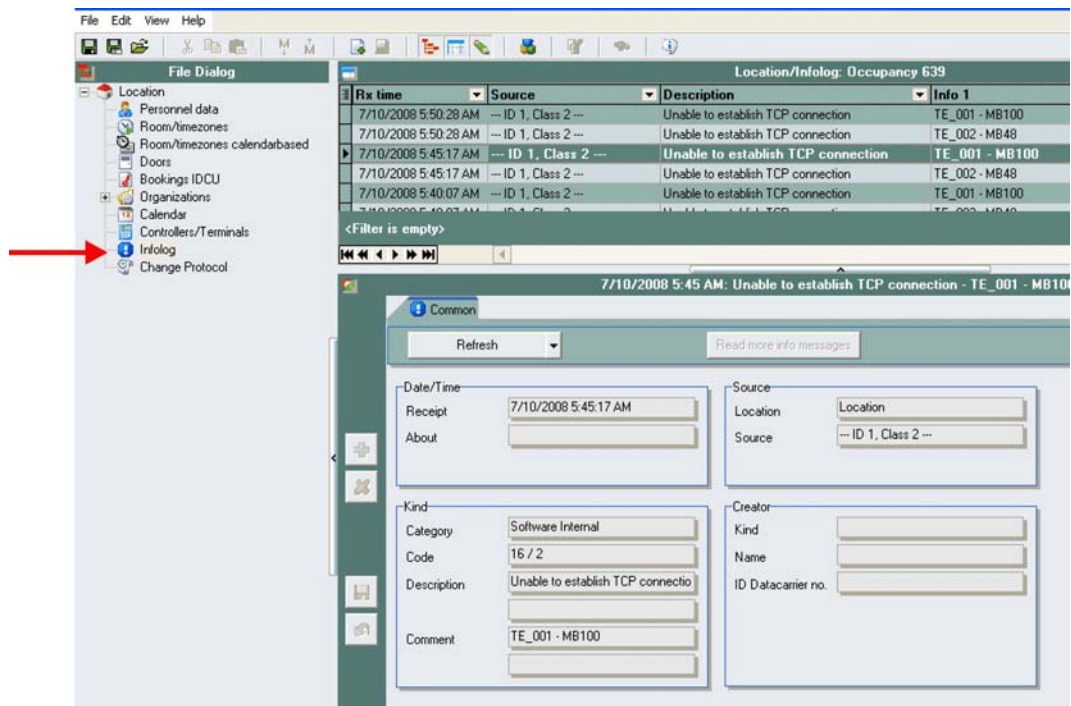 File Edit View Help
File Dialog
Location
Personnel data
Room/timezones
Room/timezones calendarbased
Doors
Bookings IDCU
Organizations
Calendar
Controllers/Terminals
Infolog
Change Protocol
Location/Infolog: Occupancy 639
Rx time Source Description Info 1
7/10/2008 5:50:28 AM --- ID 1, Class 2 --- Unable to establish TCP connection TE_001 - MB100
7/10/2008 5:50:28 AM --- ID 1, Class 2 --- Unable to establish TCP connection TE_002 - MB48
7/10/2008 5:45:17 AM --- ID 1, Class 2 --- Unable to establish TCP connection TE_001 - MB100
7/10/2008 5:45:17 AM --- ID 1, Class 2 --- Unable to establish TCP connection TE_002 - MB48
7/10/2008 5:40:07 AM --- ID 1, Class 2 --- Unable to establish TCP connection TE_001 - MB100
<Filter is empty>
7/10/2008 5:45 AM: Unable to establish TCP connection - TE_001 - MB100
Common
Refresh Read more info messages
Date/Time
Receipt 7/10/2008 5:45:17 AM
About
Source
Location Location
Source --- ID 1, Class 2 ---
Kind
Category Software Internal
Code 16 / 2
Description Unable to establish TCP connectio
Comment TE_001 - MB100
Creator
Kind
Name
ID Datacarrier no.